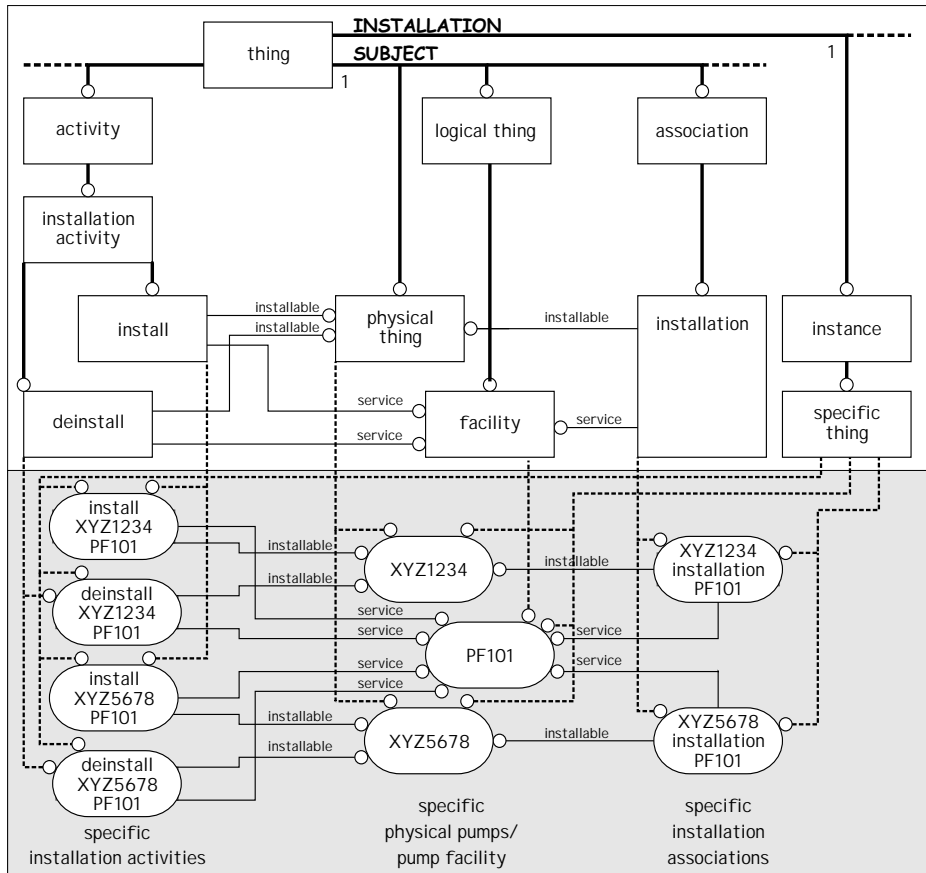 INSTALLATION
thing
SUBJECT
1
1
activity
logical thing
association
installation
activity
install
installable
installable
physical
thing
installable
installation
instance
deinstall
service
service
facility
service
specific
thing
install
XYZ1234
PF101
installable
XYZ1234
installable
XYZ1234
installation
PF101
deinstall
XYZ1234
PF101
installable
service
service
PF101
service
service
install
XYZ5678
PF101
service
service
installable
XYZ5678
installable
XYZ5678
installation
PF101
deinstall
XYZ5678
PF101
installable
specific
installation activities
specific
physical pumps/
pump facility
specific
installation
associations